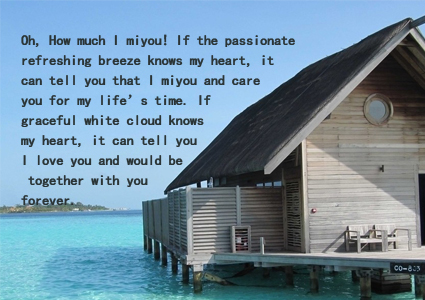 Oh, How much I miyou! If the passionate
refreshing breeze knows my heart, it
can tell you that I miyou and care
you for my life’s time. If
graceful white cloud knows
my heart, it can tell you
I love you and would be
together with you
forever.